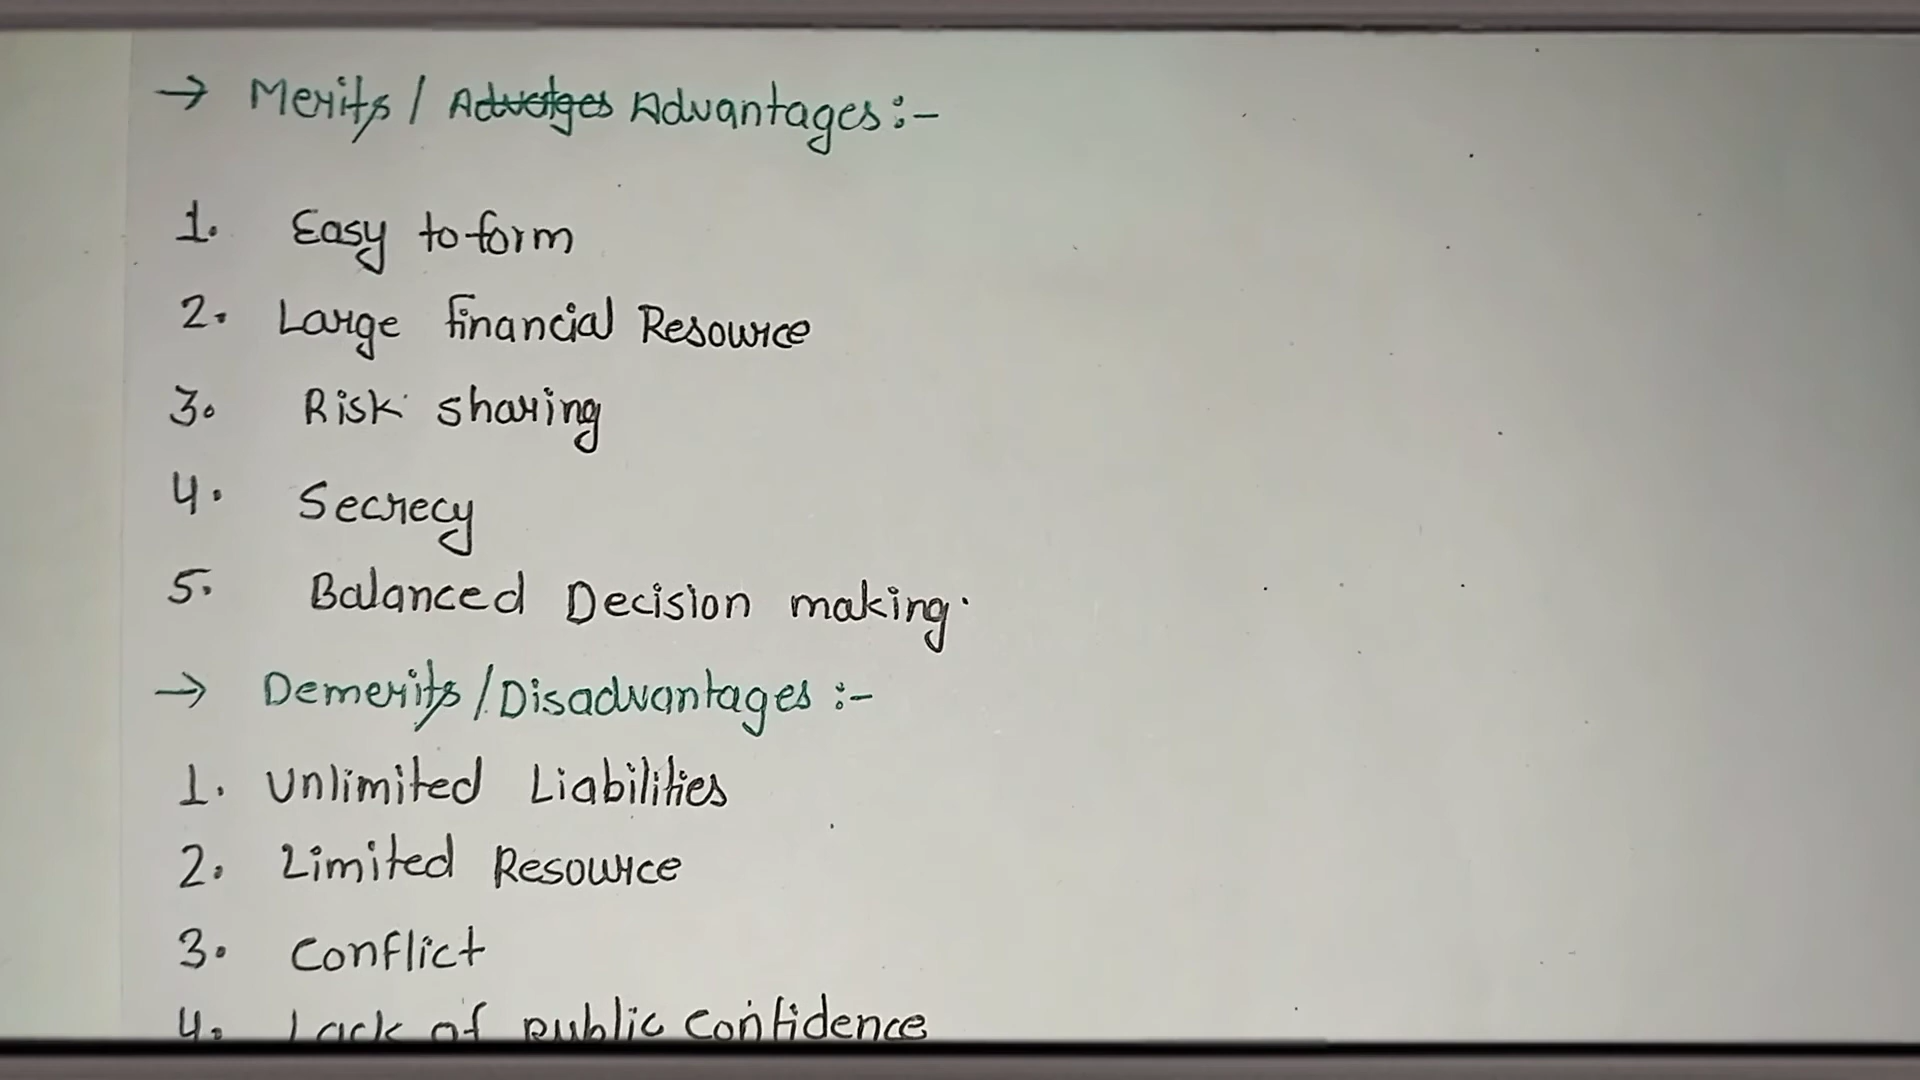 → Merits / Advantages :-
1. Easy to form
2. Large financial Resource
3. Risk sharing
4. Secrecy
5. Balanced Decision making.
→ Demerits / Disadvantages :-
1. Unlimited Liabilities
2. Limited Resource
3. Conflict
4. Lack of public Confidence